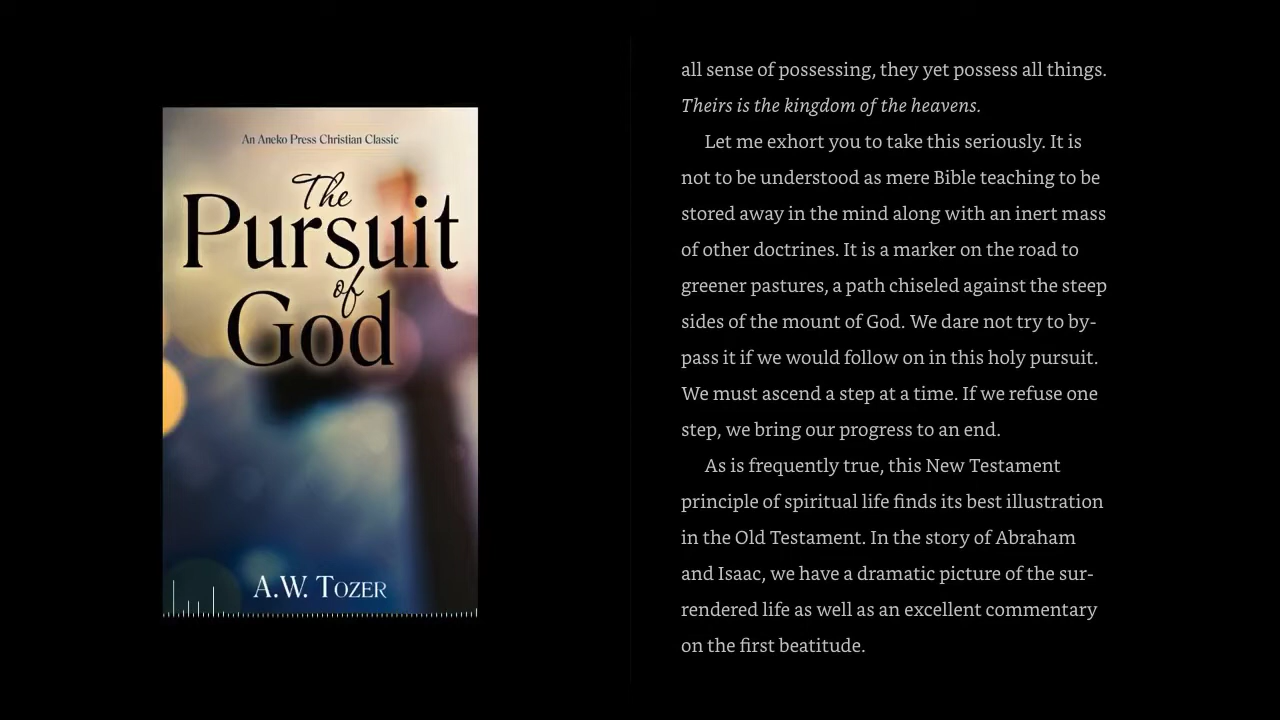 An Aneko Press Christian Classic
The
Pursuit
of
God
A.W. Tozer
all sense of possessing, they yet possess all things.
Theirs is the kingdom of the heavens.
Let me exhort you to take this seriously. It is
not to be understood as mere Bible teaching to be
stored away in the mind along with an inert mass
of other doctrines. It is a marker on the road to
greener pastures, a path chiseled against the steep
sides of the mount of God. We dare not try to by-
pass it if we would follow on in this holy pursuit.
We must ascend a step at a time. If we refuse one
step, we bring our progress to an end.
As is frequently true, this New Testament
principle of spiritual life finds its best illustration
in the Old Testament. In the story of Abraham
and Isaac, we have a dramatic picture of the sur-
rendered life as well as an excellent commentary
on the first beatitude.